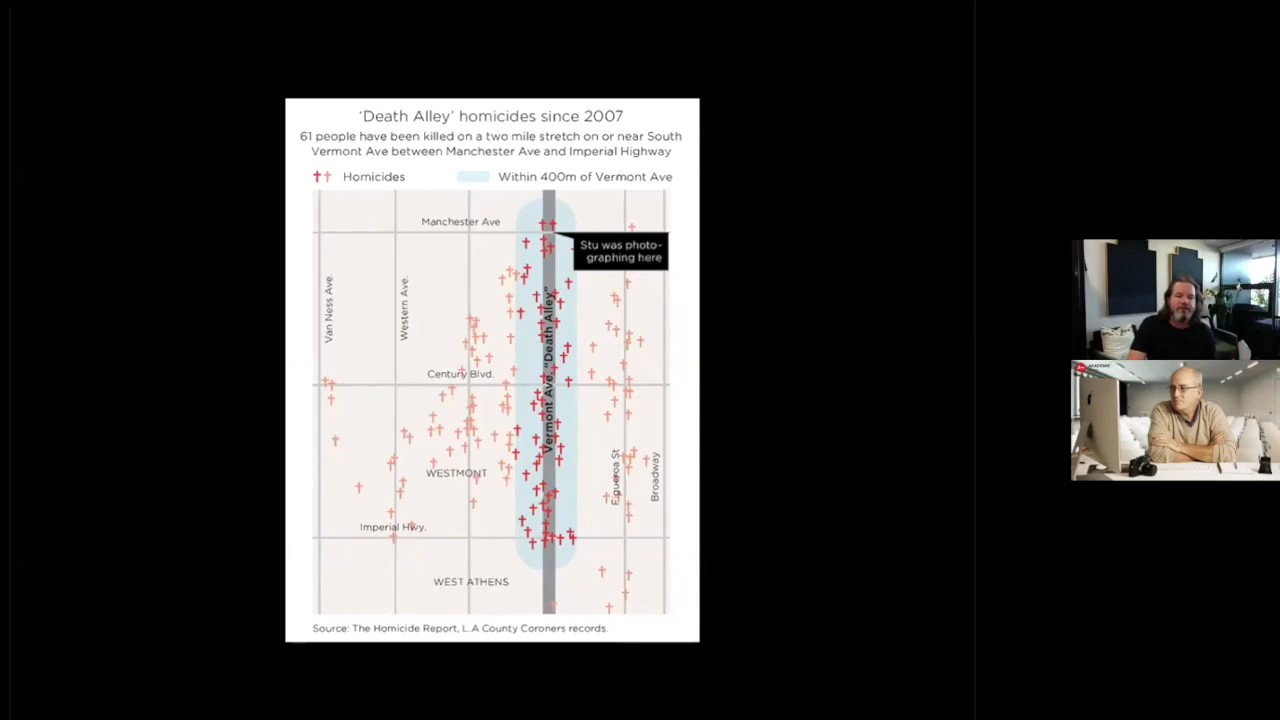 ‘Death Alley’ homicides since 2007
61 people have been killed on a two mile stretch on or near South
Vermont Ave between Manchester Ave and Imperial Highway
Homicides
Within 400m of Vermont Ave
Manchester Ave
Stu was photo-
graphing here
Van Ness Ave.
Western Ave.
Vermont Ave. "Death Alley"
Century Blvd.
WESTMONT
Figueroa St
Broadway
Imperial Hwy.
WEST ATHENS
Source: The Homicide Report, L.A County Coroners records.
ACADEMIE